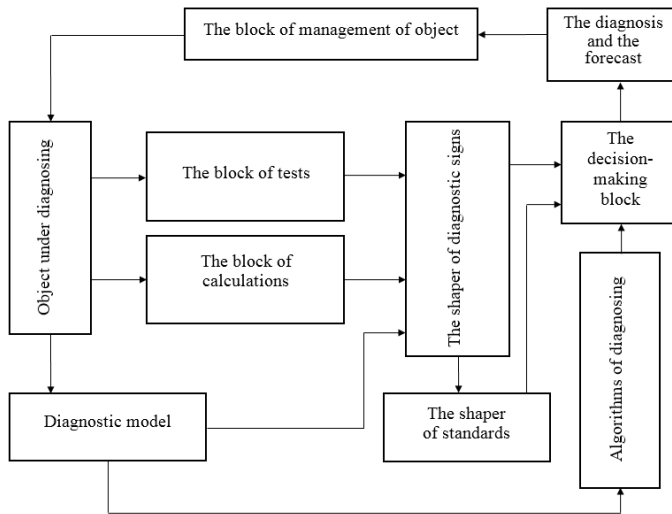 The block of management of object
The diagnosis
and the
forecast
Object under diagnosing
The block of tests
The shaper of diagnostic signs
The
decision-
making
block
The block of
calculations
Algorithms of diagnosing
Diagnostic model
The shaper
of standards